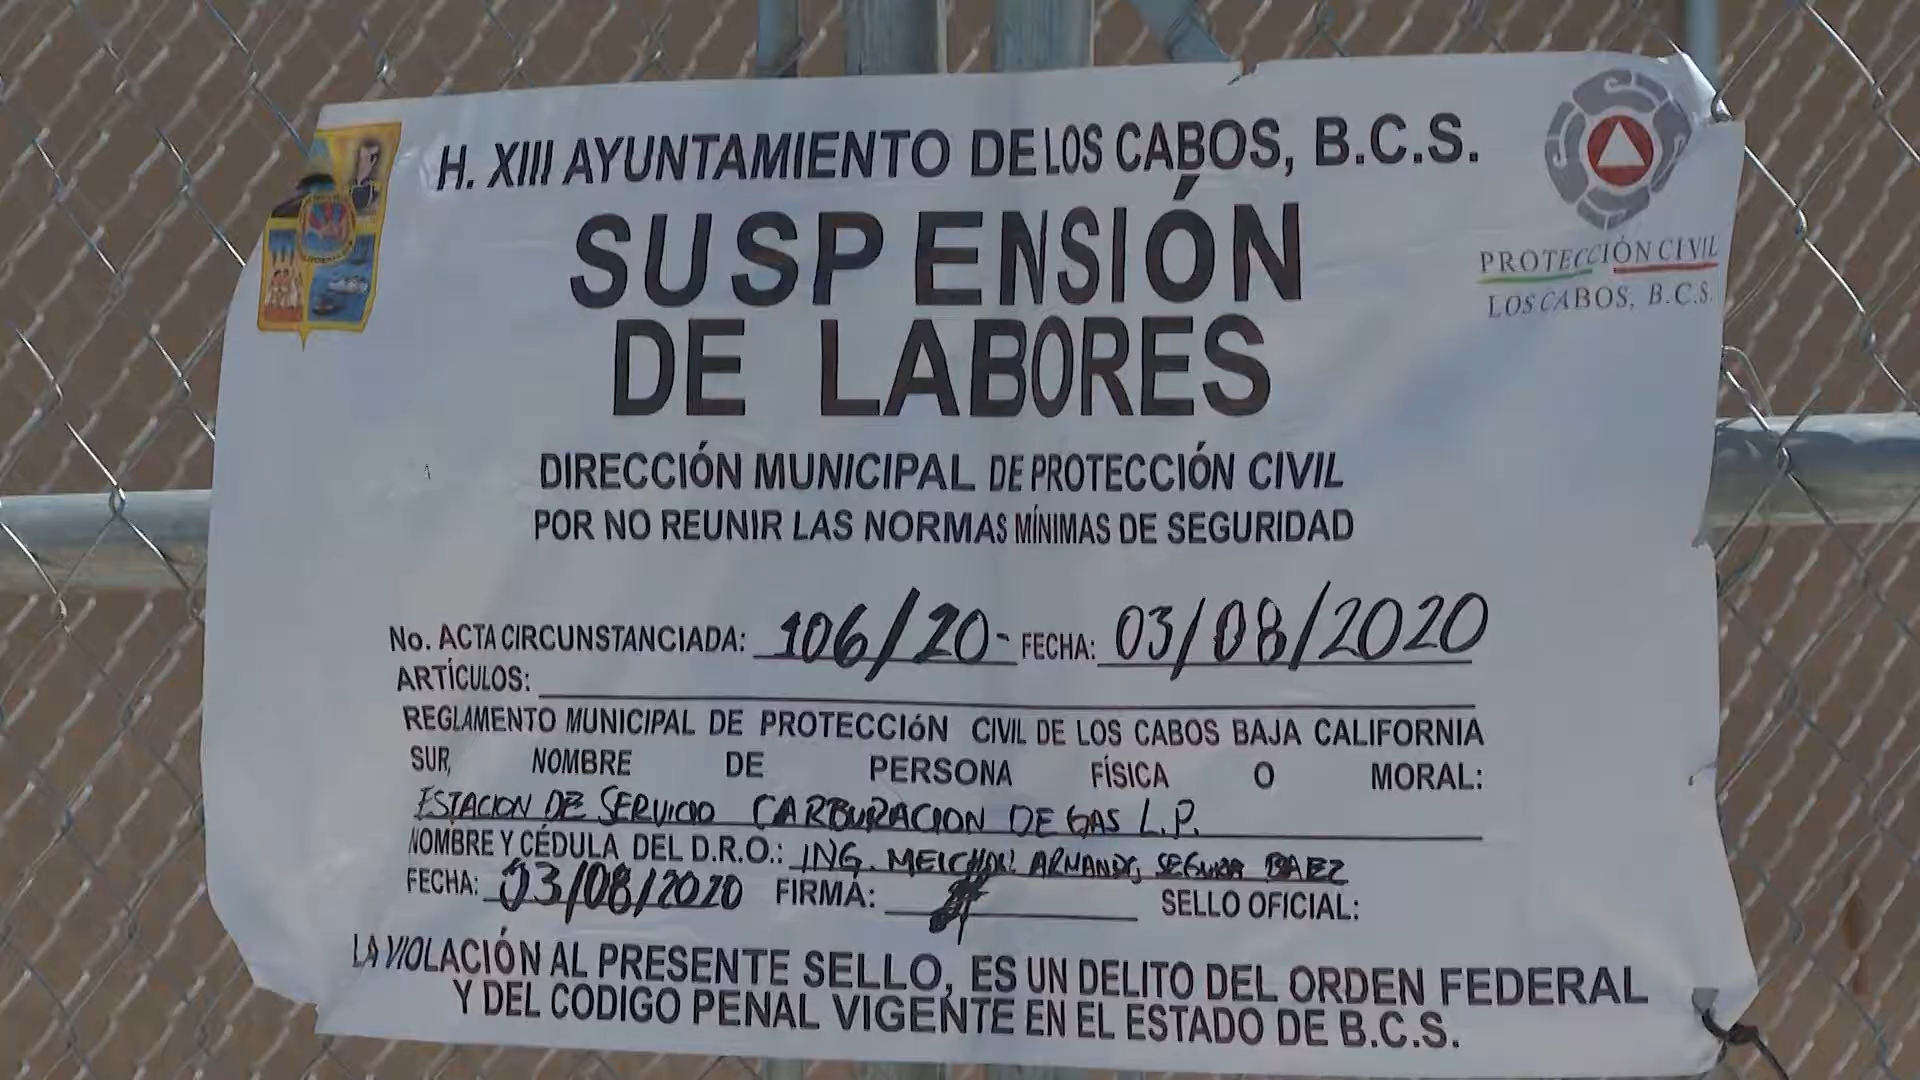 H. XIII AYUNTAMIENTO DE LOS CABOS, B.C.S.
SUSPENSIÓN
DE LABORES
PROTECCIÓN CIVIL
LOS CABOS, B.C.S.
DIRECCIÓN MUNICIPAL DE PROTECCIÓN CIVIL
POR NO REUNIR LAS NORMAS MÍNIMAS DE SEGURIDAD
No. ACTA CIRCUNSTANCIADA: 106/20- FECHA: 03/08/2020
ARTÍCULOS:
REGLAMENTO MUNICIPAL DE PROTECCIóN CIVIL DE LOS CABOS BAJA CALIFORNIA
SUR, NOMBRE DE PERSONA FÍSICA O MORAL:
ESTACION DE SERVICIO CARBURACION DE GAS L.P.
NOMBRE Y CÉDULA DEL D.R.O.: ING. SEGURA BAEZ
FECHA: 03/08/2020 FIRMA: SELLO OFICIAL:
LA VIOLACIÓN AL PRESENTE SELLO, ES UN DELITO DEL ORDEN FEDERAL
Y DEL CODIGO PENAL VIGENTE EN EL ESTADO DE B.C.S.